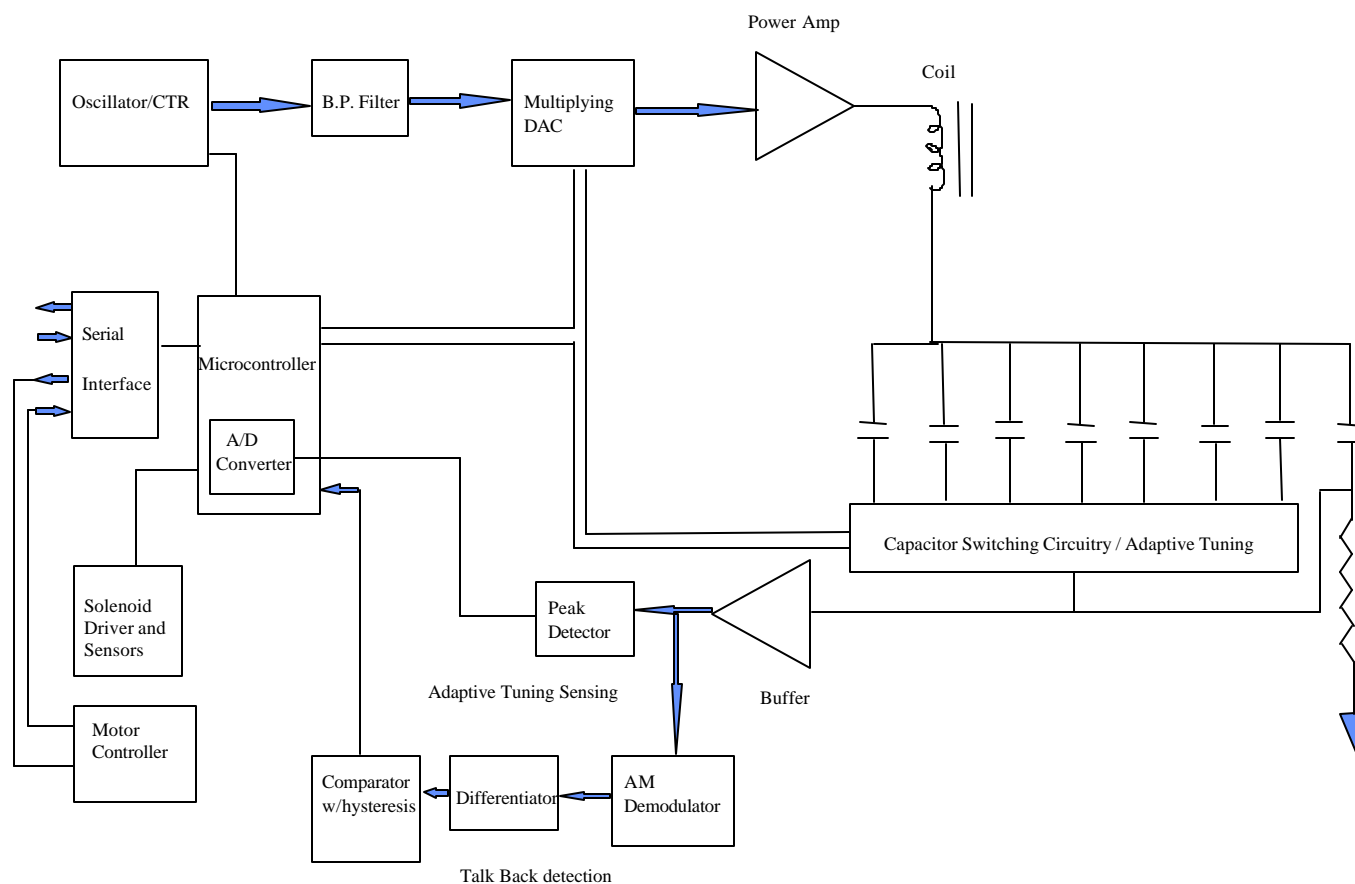 Power Amp
Coil
Oscillator/CTR
B.P. Filter
Multiplying
DAC
Serial
Interface
Microcontroller
A/D
Converter
Capacitor Switching Circuitry / Adaptive Tuning
Solenoid
Driver and
Sensors
Peak
Detector
Adaptive Tuning Sensing
Buffer
Motor
Controller
Comparator
w/hysteresis
Differentiator
AM
Demodulator
Talk Back detection